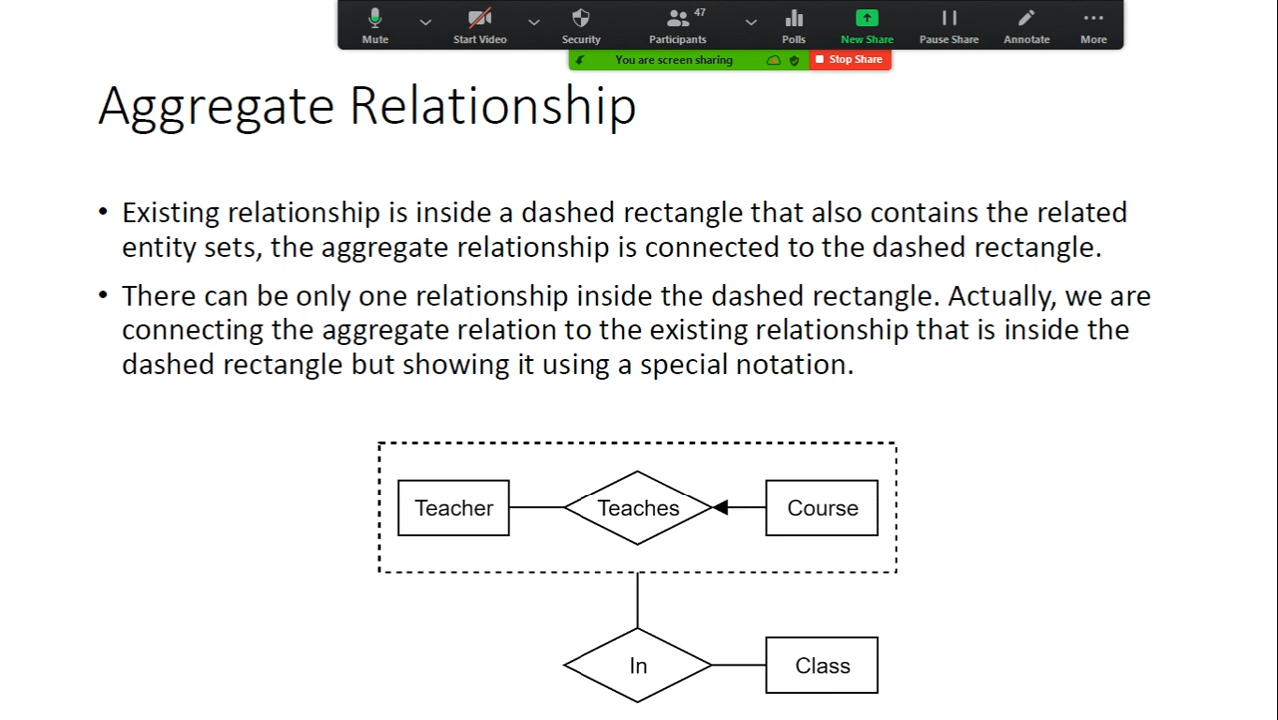 47
Mute
Start Video
Security
Participants
Polls
New Share
Pause Share
Annotate
More
You are screen sharing
Stop Share
Aggregate Relationship
• Existing relationship is inside a dashed rectangle that also contains the related
entity sets, the aggregate relationship is connected to the dashed rectangle.
• There can be only one relationship inside the dashed rectangle. Actually, we are
connecting the aggregate relation to the existing relationship that is inside the
dashed rectangle but showing it using a special notation.
Teacher
Teaches
Course
In
Class